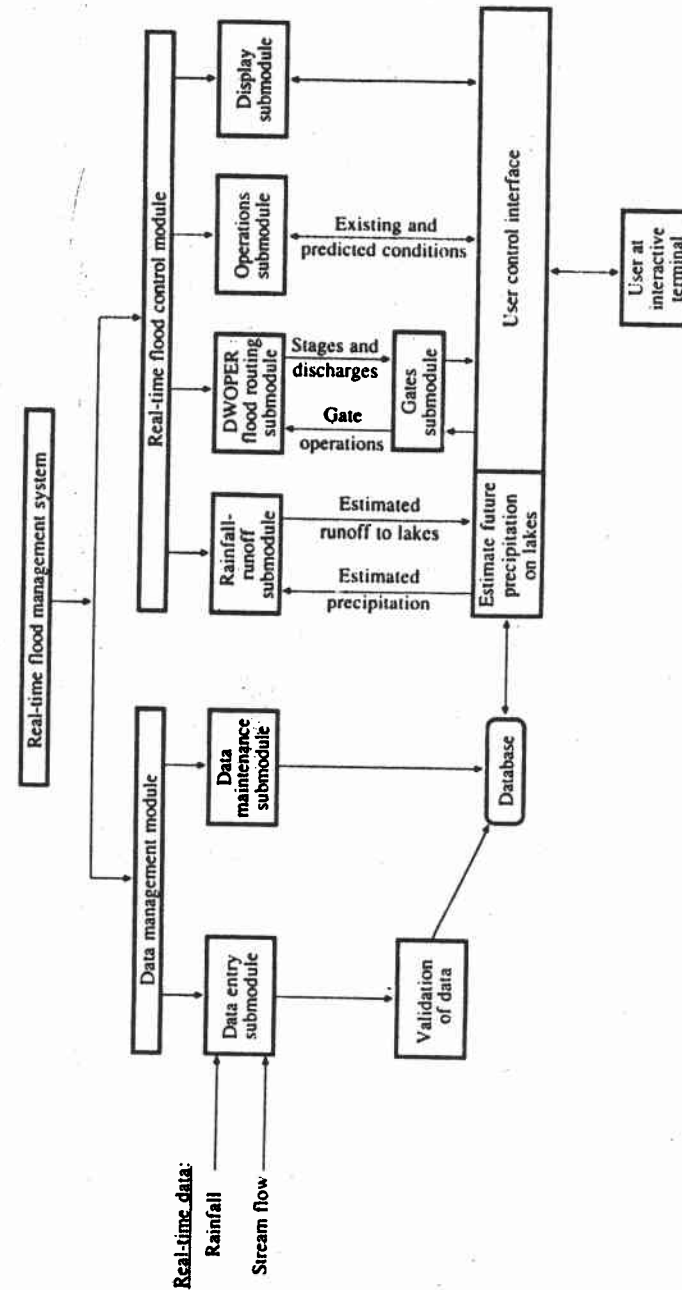 Real-time flood management system
Data management module
Real-time flood control module
Real-time data:
Rainfall
Stream flow
Data entry
submodule
Data
maintenance
submodule
Rainfall-
runoff
submodule
DWOPER
flood routing
submodule
Operations
submodule
Display
submodule
Estimated
precipitation
Estimated
runoff to lakes
Gate
operations
Stages and
discharges
Existing and
predicted conditions
Validation
of data
Gates
submodule
Database
Estimate future
precipitation
on lakes
User control interface
User at
interactive
terminal